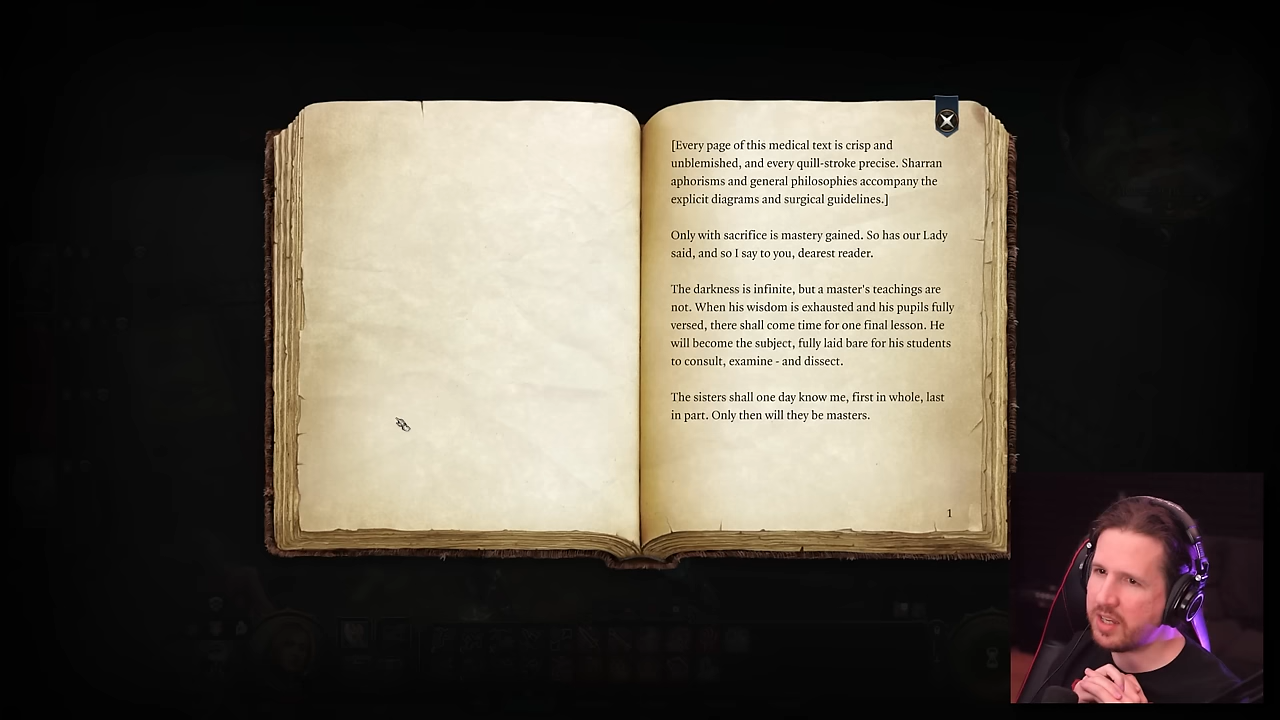 [Every page of this medical text is crisp and
unblemished, and every quill-stroke precise. Sharran
aphorisms and general philosophies accompany the
explicit diagrams and surgical guidelines.]
Only with sacrifice is mastery gained. So has our Lady
said, and so I say to you, dearest reader.
The darkness is infinite, but a master's teachings are
not. When his wisdom is exhausted and his pupils fully
versed, there shall come time for one final lesson. He
will become the subject, fully laid bare for his students
to consult, examine - and dissect.
The sisters shall one day know me, first in whole, last
in part. Only then will they be masters.
1